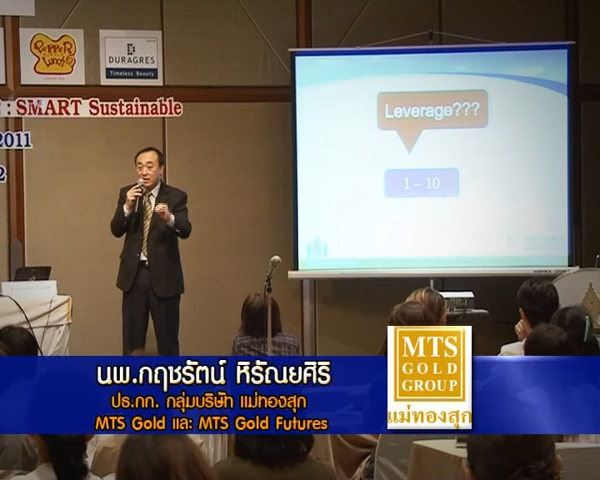 PePPeR
Lunch
DURAGRES
Timeless Beauty
: SMART Sustainable
2011
2
Leverage???
1 – 10
MTS
GOLD
GROUP
แม่ทองสุก
นพ.กฤชรัตน์ หิรัณยศิริ
ปธ.กก. กลุ่มบริษัท แม่ทองสุก
MTS Gold และ MTS Gold Futures